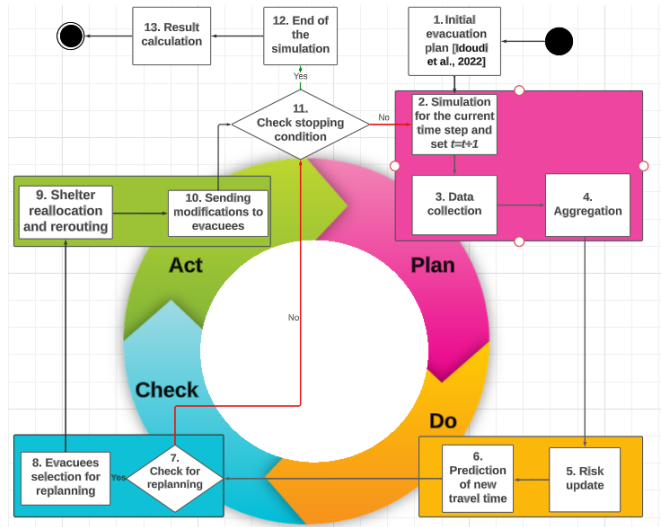 13. Result
calculation
12. End of
the
simulation
1. Initial
evacuation
plan [Idoudi
et al., 2022]
Yes
11.
Check stopping
condition
No
2. Simulation
for the current
time step and
set t=t+1
3. Data
collection
4.
Aggregation
9. Shelter
reallocation
and rerouting
10. Sending
modifications to
evacuees
Act
Plan
No
Check
Do
8. Evacuees
selection for
replanning
Yes
7.
Check for
replanning
6.
Prediction
of new
travel time
5. Risk
update